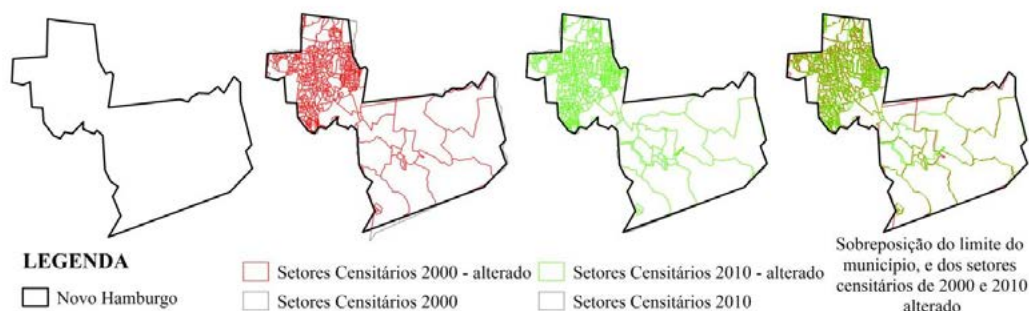 LEGENDA
Novo Hamburgo
Setores Censitários 2000 - alterado
Setores Censitários 2000
Setores Censitários 2010 - alterado
Setores Censitários 2010
Sobreposição do limite do
município, e dos setores
censitários de 2000 e 2010
alterado